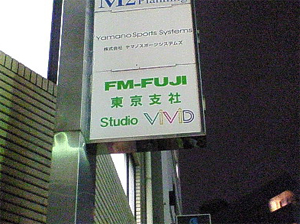 M2 Planning
Yamano Sports Systems
株式会社 ヤマノスポーツシステムズ
FM-FUJI
東京支社
Studio ViViD